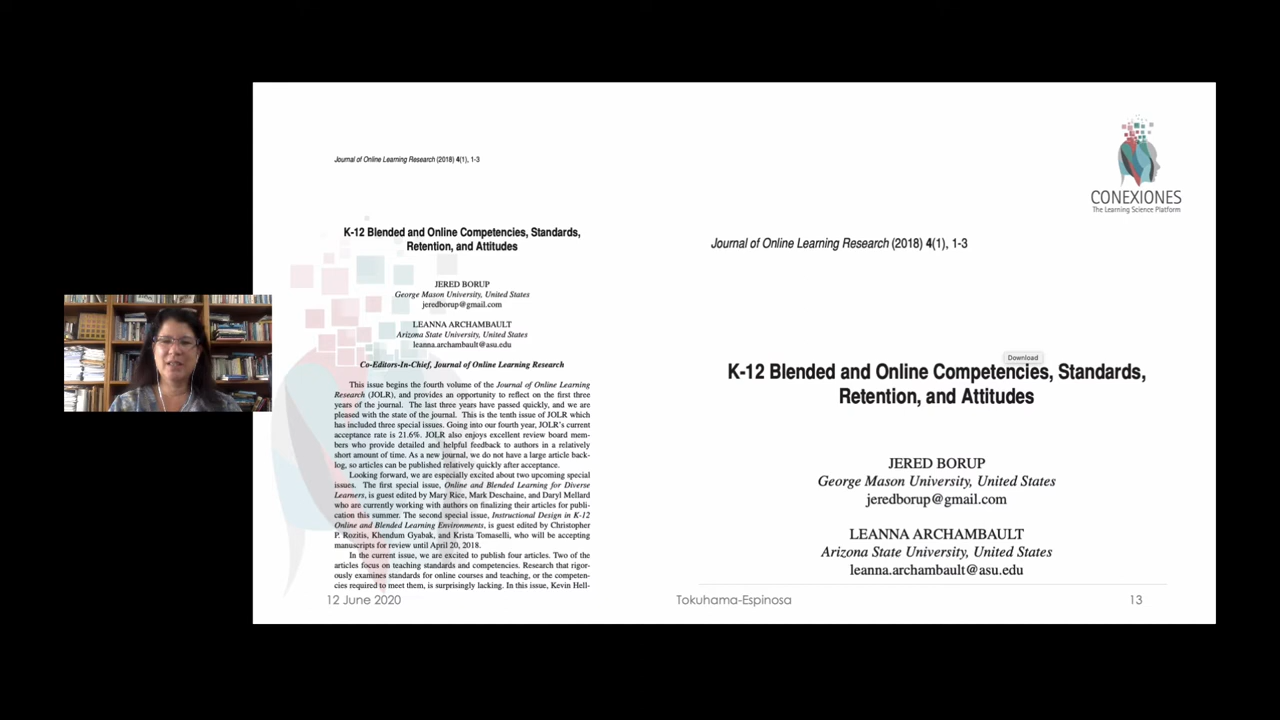 Journal of Online Learning Research (2018) 4(1), 1-3
K-12 Blended and Online Competencies, Standards,
Retention, and Attitudes
JERED BORUP
George Mason University, United States
jeredborup@gmail.com
LEANNA ARCHAMBAULT
Arizona State University, United States
leanna.archambault@asu.edu
Co-Editors-In-Chief, Journal of Online Learning Research
This issue begins the fourth volume of the Journal of Online Learning
Research (JOLR), and provides an opportunity to reflect on the first three
years of the journal. The last three years have passed quickly, and we are
pleased with the state of the journal. This is the tenth issue of JOLR which
has included three special issues. Going into our fourth year, JOLR's current
acceptance rate is 21.6%. JOLR also enjoys excellent review board mem-
bers who provide detailed and helpful feedback to authors in a relatively
short amount of time. As a new journal, we do not have a large article back-
log, so articles can be published relatively quickly after acceptance.
Looking forward, we are especially excited about two upcoming special
issues. The first special issue, Online and Blended Learning for Diverse
Learners, is guest edited by Mary Rice, Mark Deschaine, and Daryl Mellard
who are currently working with authors on finalizing their articles for publi-
cation this summer. The second special issue, Instructional Design in K-12
Online and Blended Learning Environments, is guest edited by Christopher
P. Rozitis, Khendum Gyabak, and Krista Tomaselli, who will be accepting
manuscripts for review until April 20, 2018.
In the current issue, we are excited to publish four articles. Two of the
articles focus on teaching standards and competencies. Research that rigor-
ously examines standards for online courses and teaching, or the competen-
cies required to meet them, is surprisingly lacking. In this issue, Kevin Hell-
CONEXIONES
The Learning Science Platform
Journal of Online Learning Research (2018) 4(1), 1-3
Download
K-12 Blended and Online Competencies, Standards,
Retention, and Attitudes
JERED BORUP
George Mason University, United States
jeredborup@gmail.com
LEANNA ARCHAMBAULT
Arizona State University, United States
leanna.archambault@asu.edu
12 June 2020
Tokuhama-Espinosa
13